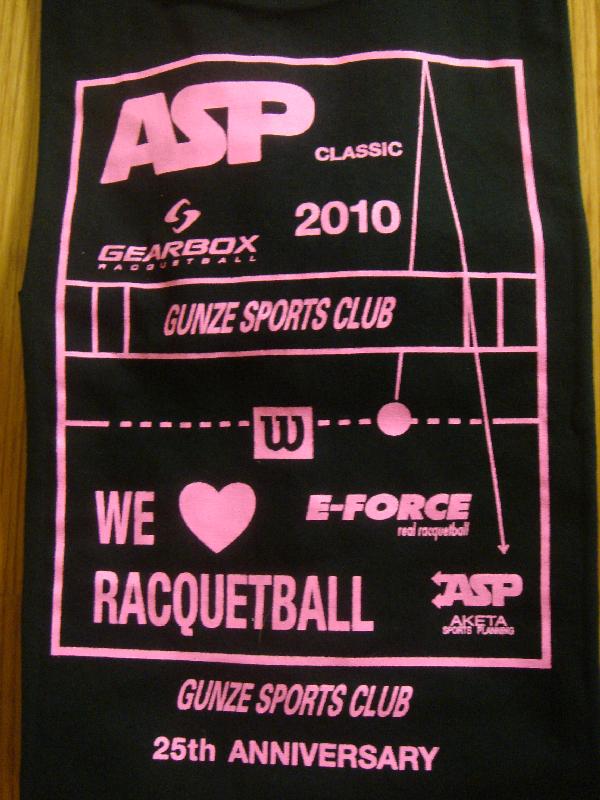 ASP CLASSIC
2010
GEARBOX
RACQUETBALL
GUNZE SPORTS CLUB
W
WE ♥
E-FORCE
real racquetball
RACQUETBALL
ASP
AKETA
SPORTS PLANNING
GUNZE SPORTS CLUB
25th ANNIVERSARY